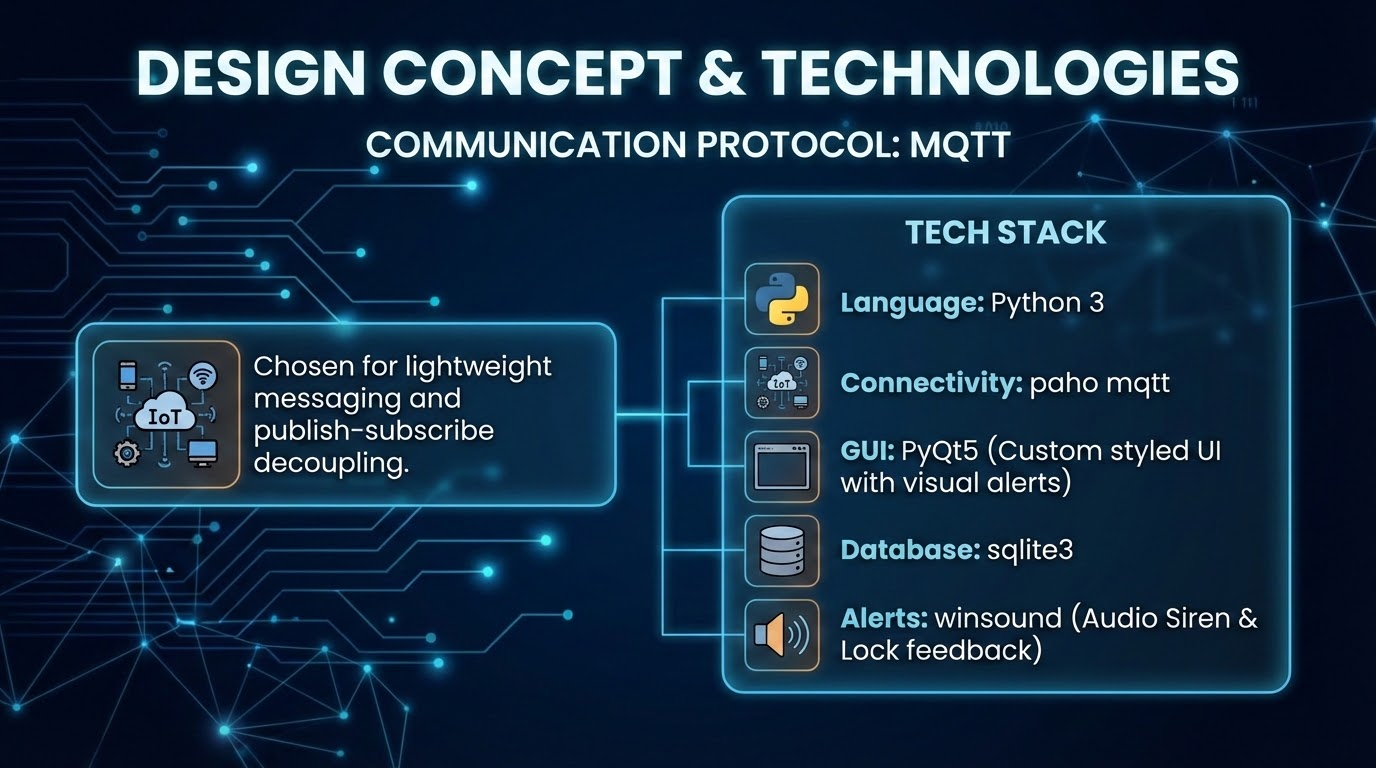 DESIGN CONCEPT & TECHNOLOGIES
COMMUNICATION PROTOCOL: MQTT
IoT
Chosen for lightweight
messaging and
publish-subscribe
decoupling.
TECH STACK
Language: Python 3
IoT
Connectivity: paho mqtt
GUI: PyQt5 (Custom styled UI
with visual alerts)
Database: sqlite3
Alerts: winsound (Audio Siren &
Lock feedback)